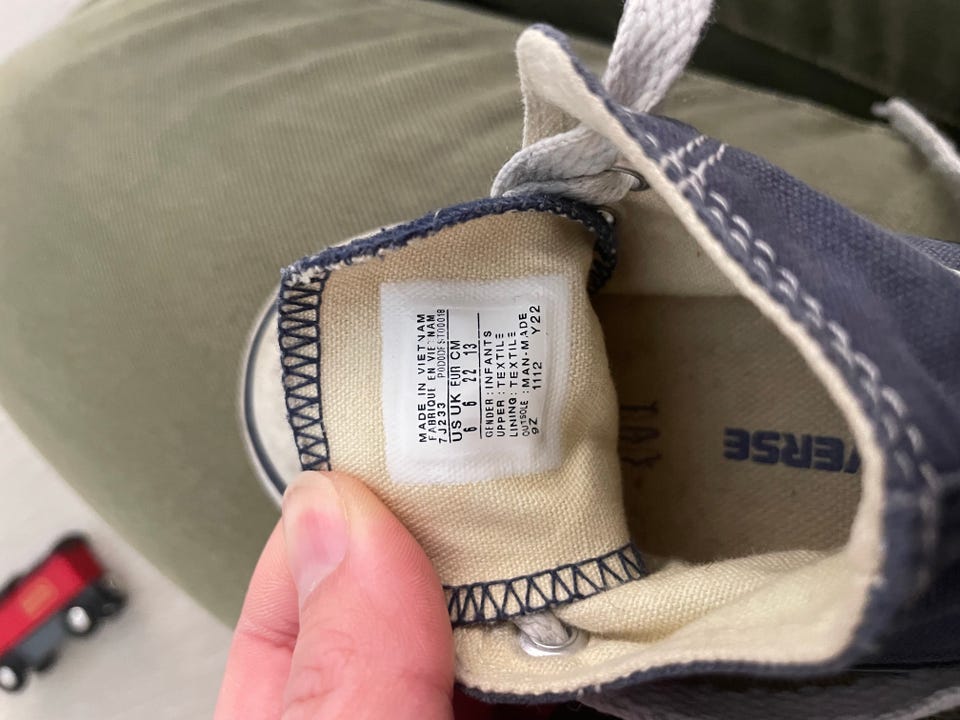 MADE IN VIETNAM
FABRIQUE EN VIETNAM
7J233 P0D0DFST00018
US UK EUR CM
6 6 22 13
GENDER:INFANTS
UPPER:TEXTILE
LINING:TEXTILE
OUTSOLE:MAN-MADE
9Z 1112 Y22
VERSE